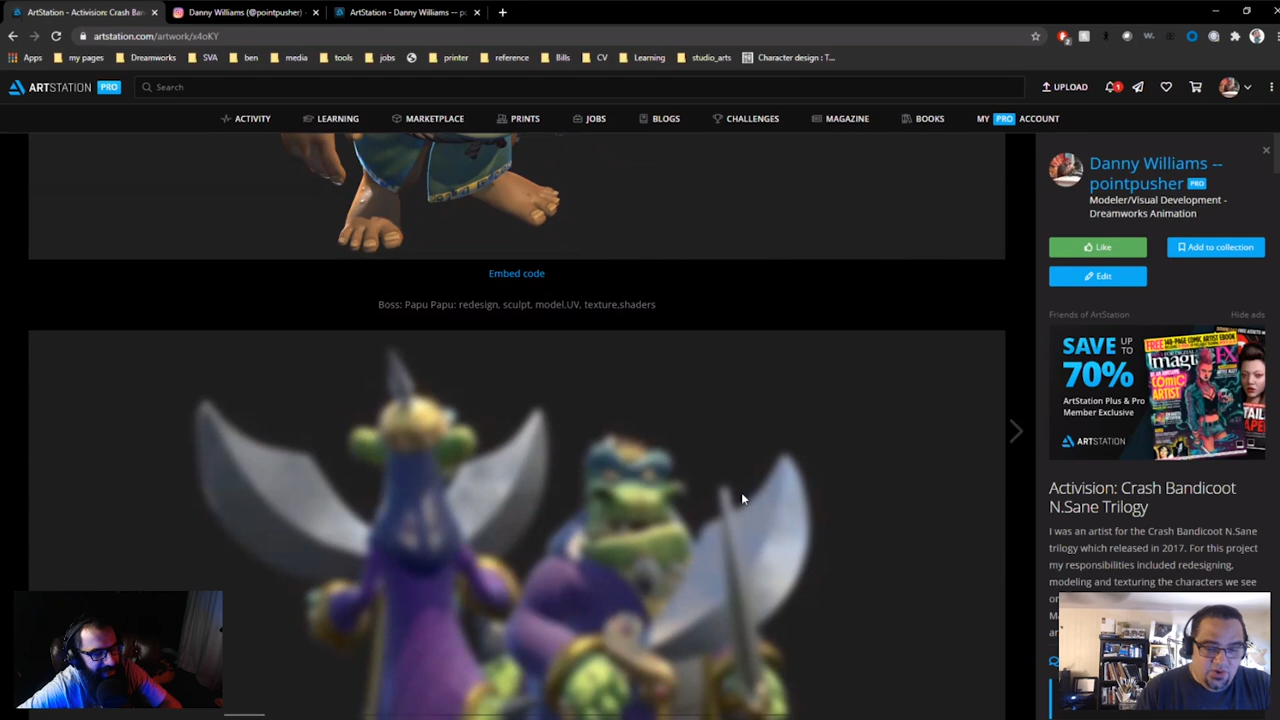 ArtStation - Activision: Crash Ban
Danny Williams (@pointpusher) ·
ArtStation - Danny Williams -- po
artstation.com/artwork/x4oKY
Apps
my pages
Dreamworks
SVA
ben
media
tools
jobs
printer
reference
Bills
CV
Learning
studio_arts
Character design : T...
ARTSTATION PRO
Search
UPLOAD
ACTIVITY
LEARNING
MARKETPLACE
PRINTS
JOBS
BLOGS
CHALLENGES
MAGAZINE
BOOKS
MY PRO ACCOUNT
Embed code
Boss: Papu Papu: redesign, sculpt, model,UV, texture,shaders
Danny Williams --
pointpusher PRO
Modeler/Visual Development -
Dreamworks Animation
Like
Add to collection
Edit
Friends of ArtStation
Hide ads
SAVE UP TO
70%
ArtStation Plus & Pro
Member Exclusive
ARTSTATION
Activision: Crash Bandicoot
N.Sane Trilogy
I was an artist for the Crash Bandicoot N.Sane
trilogy which released in 2017. For this project
my responsibilities included redesigning,
modeling and texturing the characters we see